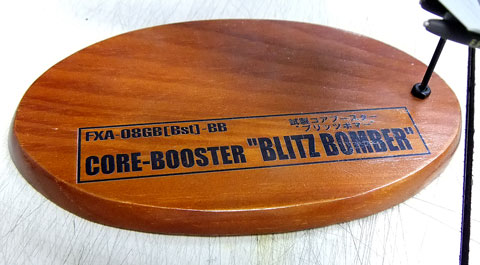 FXA-08GB[Bst]-BB
試製コアブースター
"ブリッツボマー"
CORE-BOOSTER "BLITZ BOMBER"